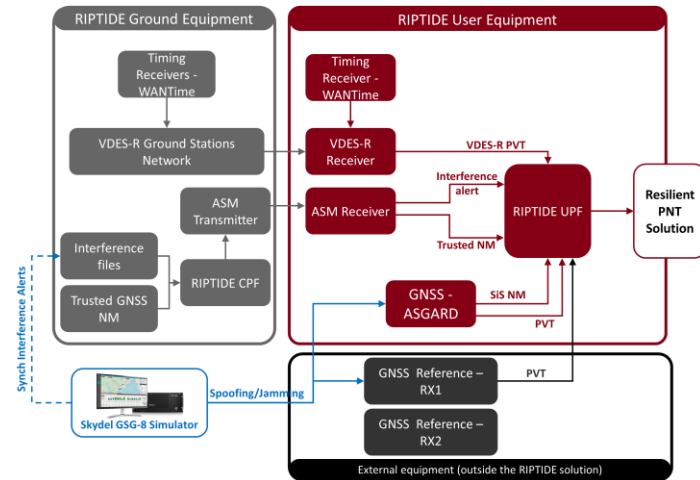 RIPTIDE Ground Equipment
Timing
Receivers -
WANTime
VDES-R Ground Stations
Network
ASM
Transmitter
Interference
files
Trusted GNSS
NM
RIPTIDE CPF
Synch Interference Alerts
Skydel GSG-8 Simulator
Spoofing/Jamming
RIPTIDE User Equipment
Timing
Receiver -
WANTime
VDES-R
Receiver
VDES-R PVT
ASM Receiver
Interference
alert
Trusted NM
RIPTIDE UPF
Resilient
PNT
Solution
GNSS -
ASGARD
SiS NM
PVT
GNSS Reference –
RX1
PVT
GNSS Reference –
RX2
External equipment (outside the RIPTIDE solution)